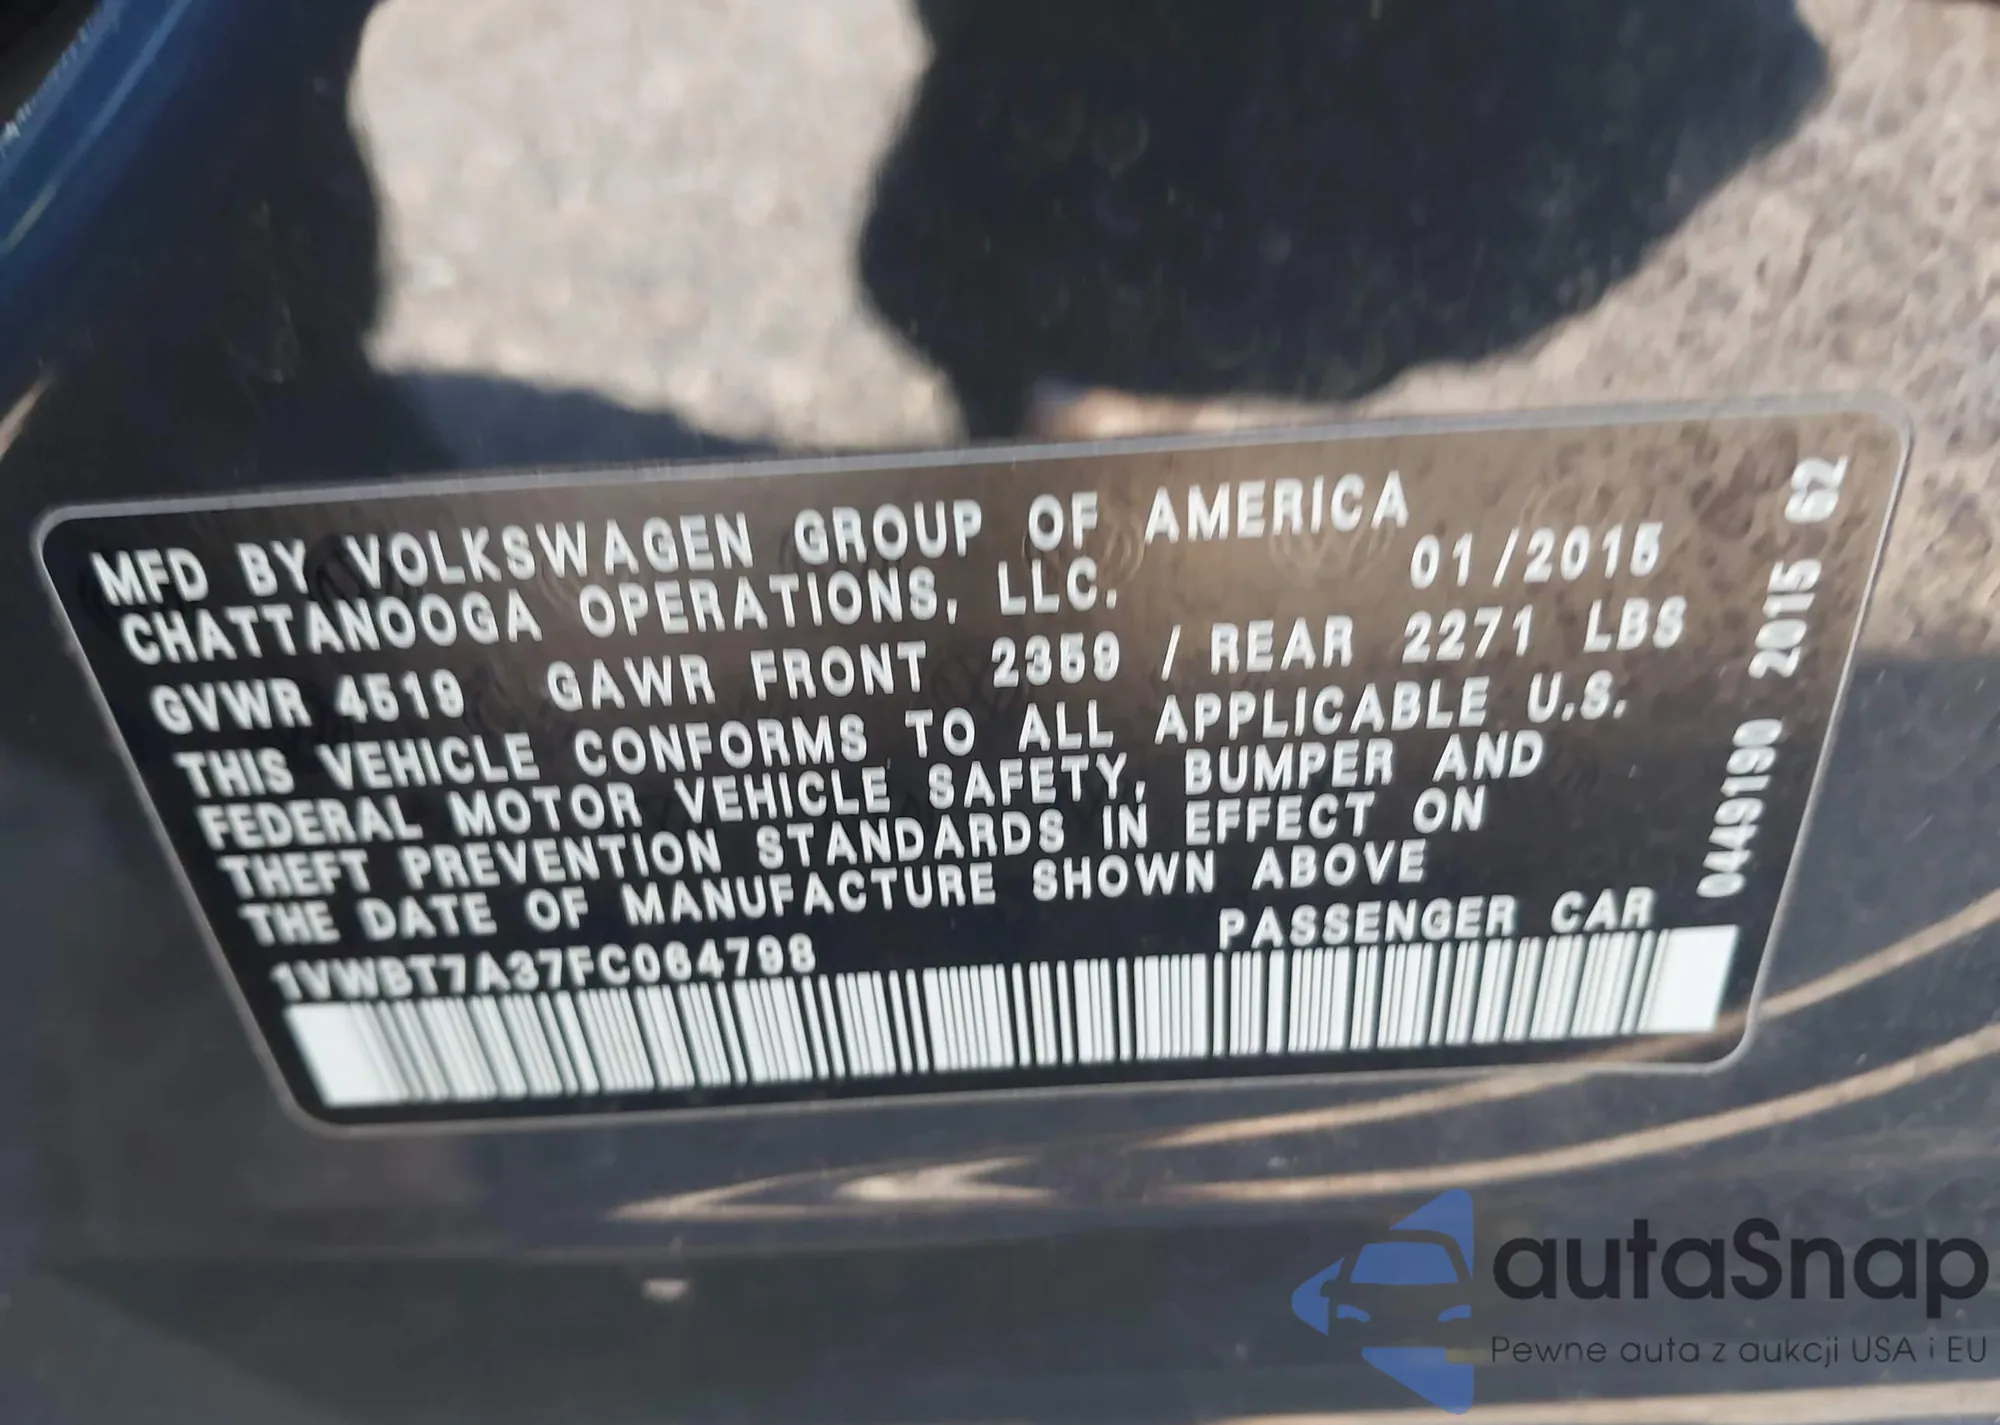 MFD BY VOLKSWAGEN GROUP OF AMERICA
CHATTANOOGA OPERATIONS, LLC. 01/2015
GVWR 4519 GAWR FRONT 2359 / REAR 2271 LBS
THIS VEHICLE CONFORMS TO ALL APPLICABLE U.S.
FEDERAL MOTOR VEHICLE SAFETY, BUMPER AND
THEFT PREVENTION STANDARDS IN EFFECT ON
THE DATE OF MANUFACTURE SHOWN ABOVE
1VWBT7A37FC064798 PASSENGER CAR
0449190 2015 62
autaSnap
Pewne auta z aukcji USA i EU